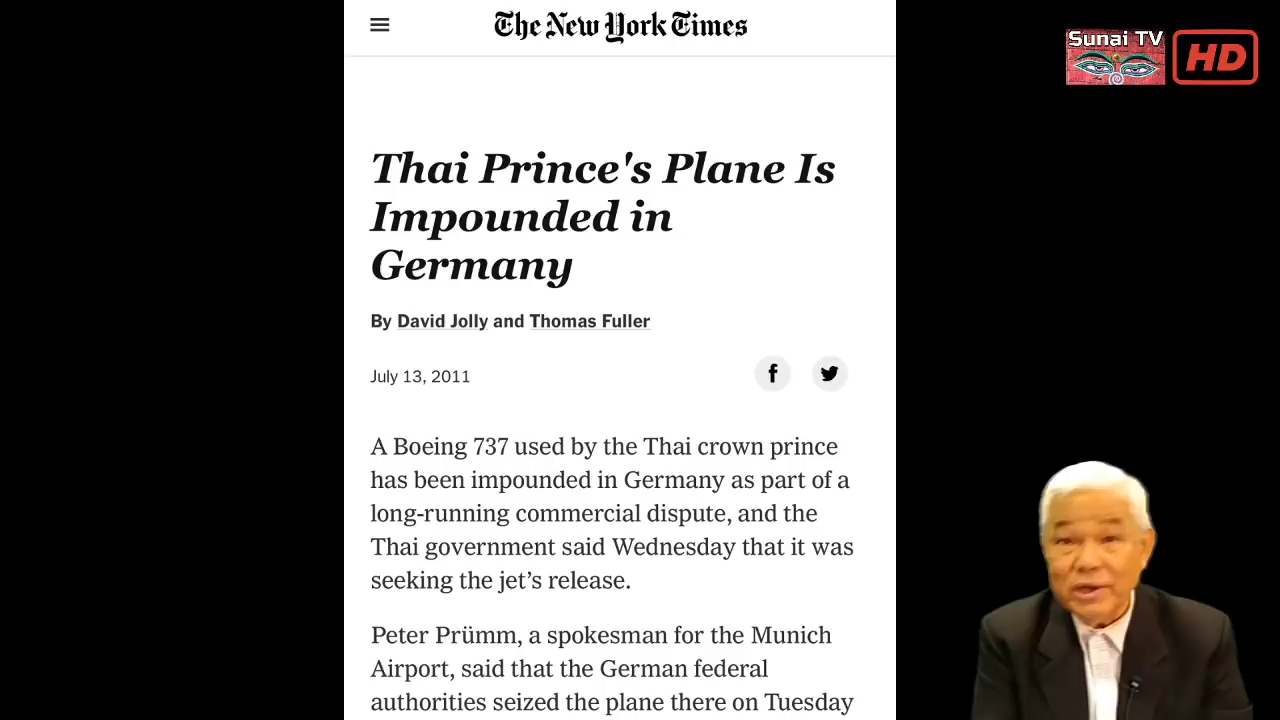 The New York Times
Sunai TV
HD
Thai Prince's Plane Is
Impounded in
Germany
By David Jolly and Thomas Fuller
July 13, 2011
A Boeing 737 used by the Thai crown prince
has been impounded in Germany as part of a
long-running commercial dispute, and the
Thai government said Wednesday that it was
seeking the jet’s release.
Peter Prümm, a spokesman for the Munich
Airport, said that the German federal
authorities seized the plane there on Tuesday